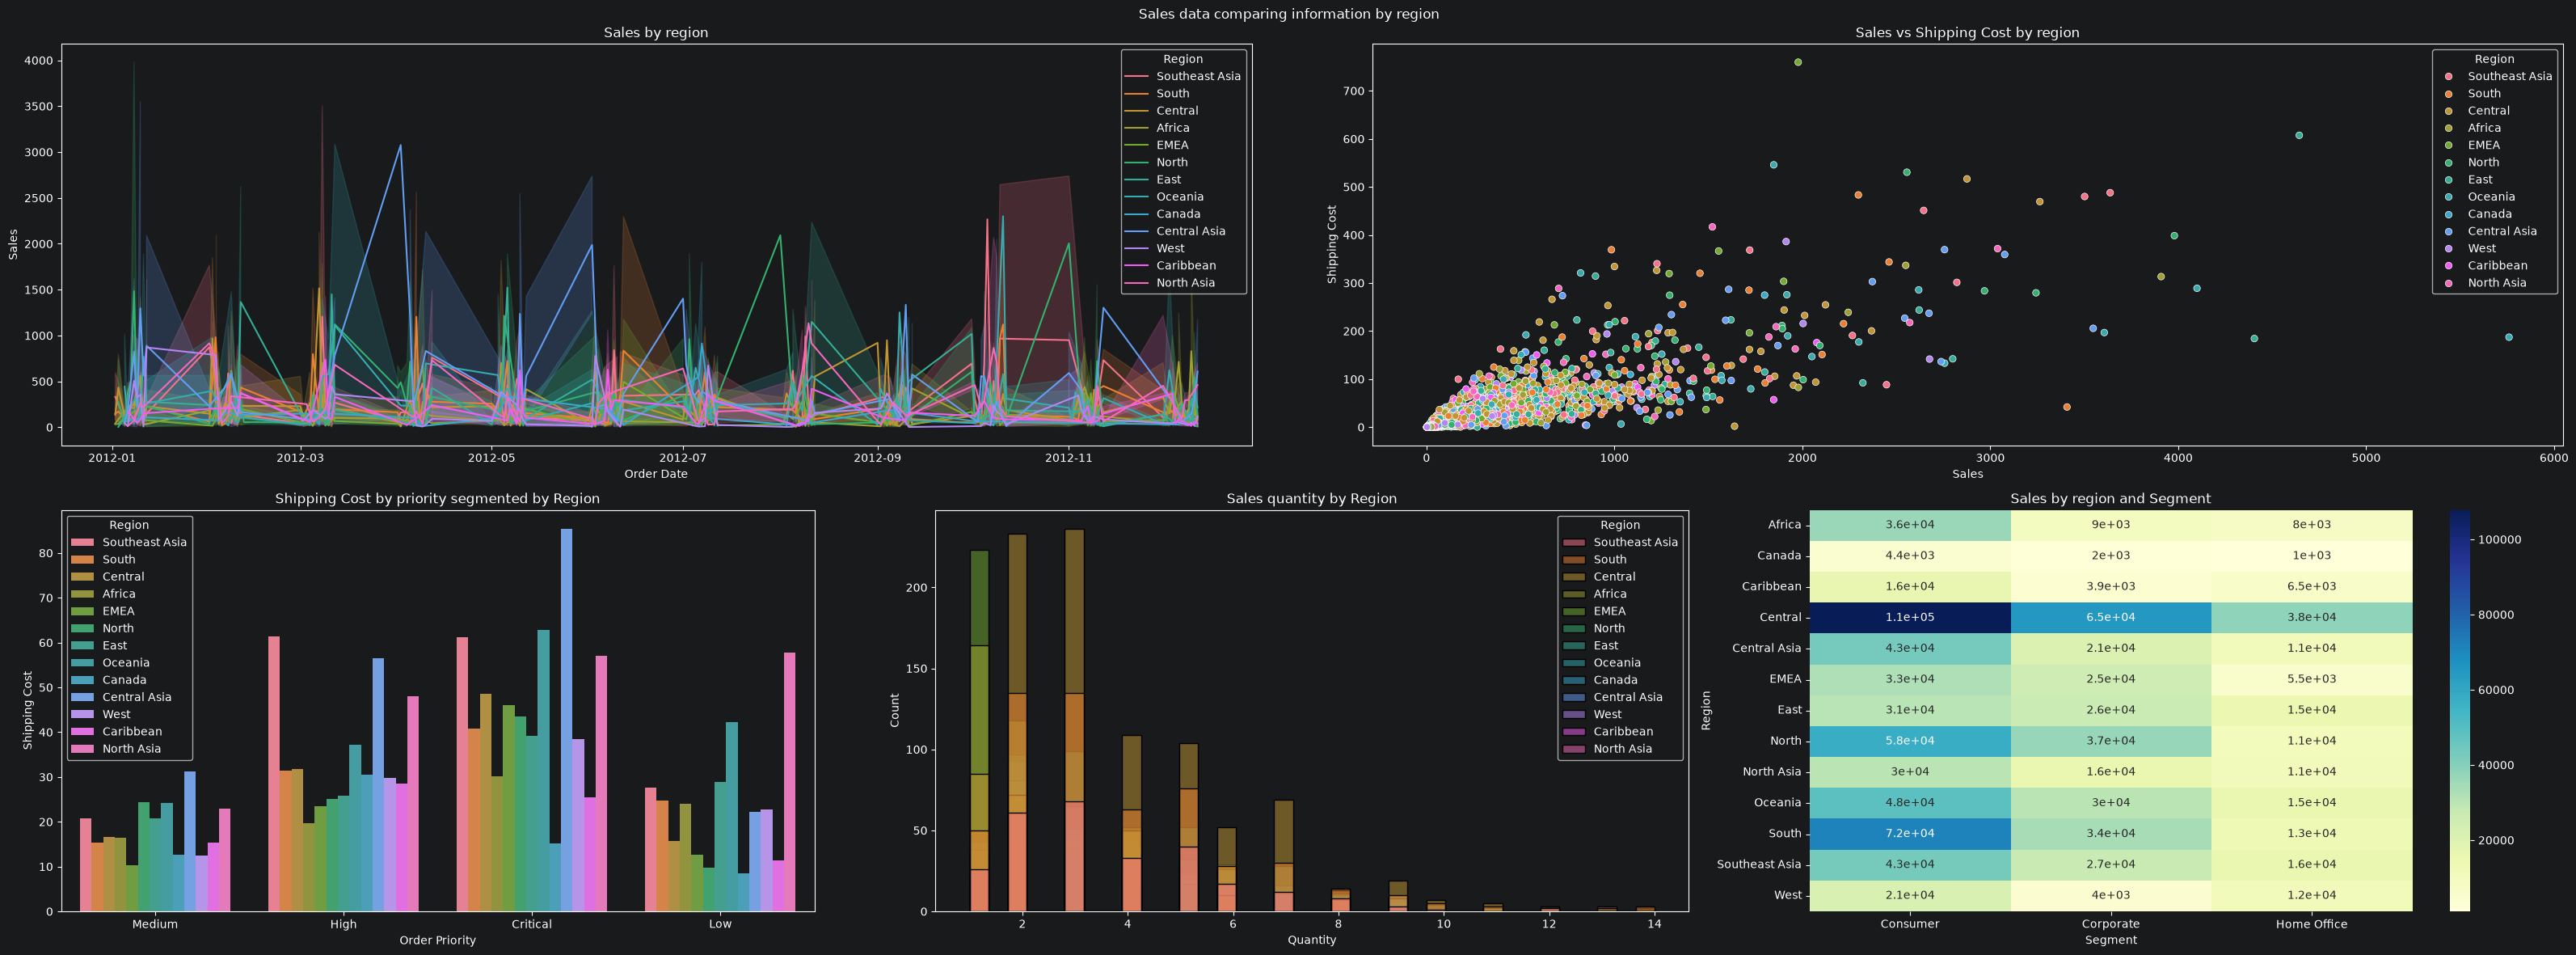 Sales data comparing information by region
Sales by region
Sales
4000
3500
3000
2500
2000
1500
1000
500
0
2012-01 2012-03 2012-05 2012-07 2012-09 2012-11
Order Date
Region
Southeast Asia
South
Central
Africa
EMEA
North
East
Oceania
Canada
Central Asia
West
Caribbean
North Asia
Sales vs Shipping Cost by region
Shipping Cost
700
600
500
400
300
200
100
0
0 1000 2000 3000 4000 5000 6000
Sales
Region
Southeast Asia
South
Central
Africa
EMEA
North
East
Oceania
Canada
Central Asia
West
Caribbean
North Asia
Shipping Cost by priority segmented by Region
Shipping Cost
80
70
60
50
40
30
20
10
0
Medium High Critical Low
Order Priority
Region
Southeast Asia
South
Central
Africa
EMEA
North
East
Oceania
Canada
Central Asia
West
Caribbean
North Asia
Sales quantity by Region
Count
200
150
100
50
0
2 4 6 8 10 12 14
Quantity
Region
Southeast Asia
South
Central
Africa
EMEA
North
East
Oceania
Canada
Central Asia
West
Caribbean
North Asia
Sales by region and Segment
Region
Africa 3.6e+04 9e+03 8e+03
Canada 4.4e+03 2e+03 1e+03
Caribbean 1.6e+04 3.9e+03 6.5e+03
Central 1.1e+05 6.5e+04 3.8e+04
Central Asia 4.3e+04 2.1e+04 1.1e+04
EMEA 3.3e+04 2.5e+04 5.5e+03
East 3.1e+04 2.6e+04 1.5e+04
North 5.8e+04 3.7e+04 1.1e+04
North Asia 3e+04 1.6e+04 1.1e+04
Oceania 4.8e+04 3e+04 1.5e+04
South 7.2e+04 3.4e+04 1.3e+04
Southeast Asia 4.3e+04 2.7e+04 1.6e+04
West 2.1e+04 4e+03 1.2e+04
Consumer Corporate Home Office
Segment
100000
80000
60000
40000
20000